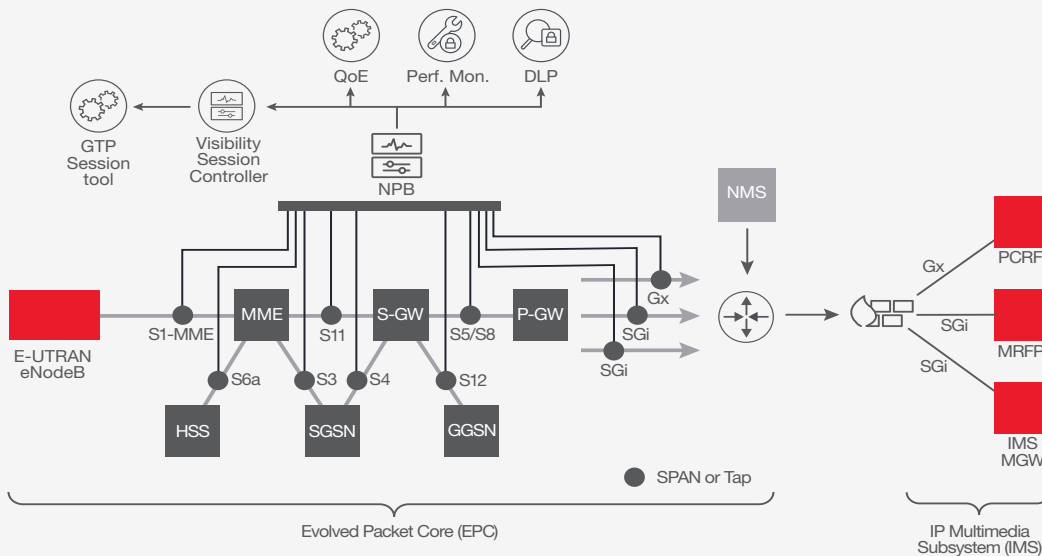 QoE
Perf. Mon.
DLP
GTP
Session
tool
Visibility
Session
Controller
NPB
NMS
PCRF
Gx
Gx
MME
S-GW
P-GW
S1-MME
S11
S5/S8
SGi
SGi
MRFP
E-UTRAN
eNodeB
S6a
S3
S4
S12
SGi
SGi
HSS
SGSN
GGSN
IMS
MGW
SPAN or Tap
Evolved Packet Core (EPC)
IP Multimedia
Subsystem (IMS)